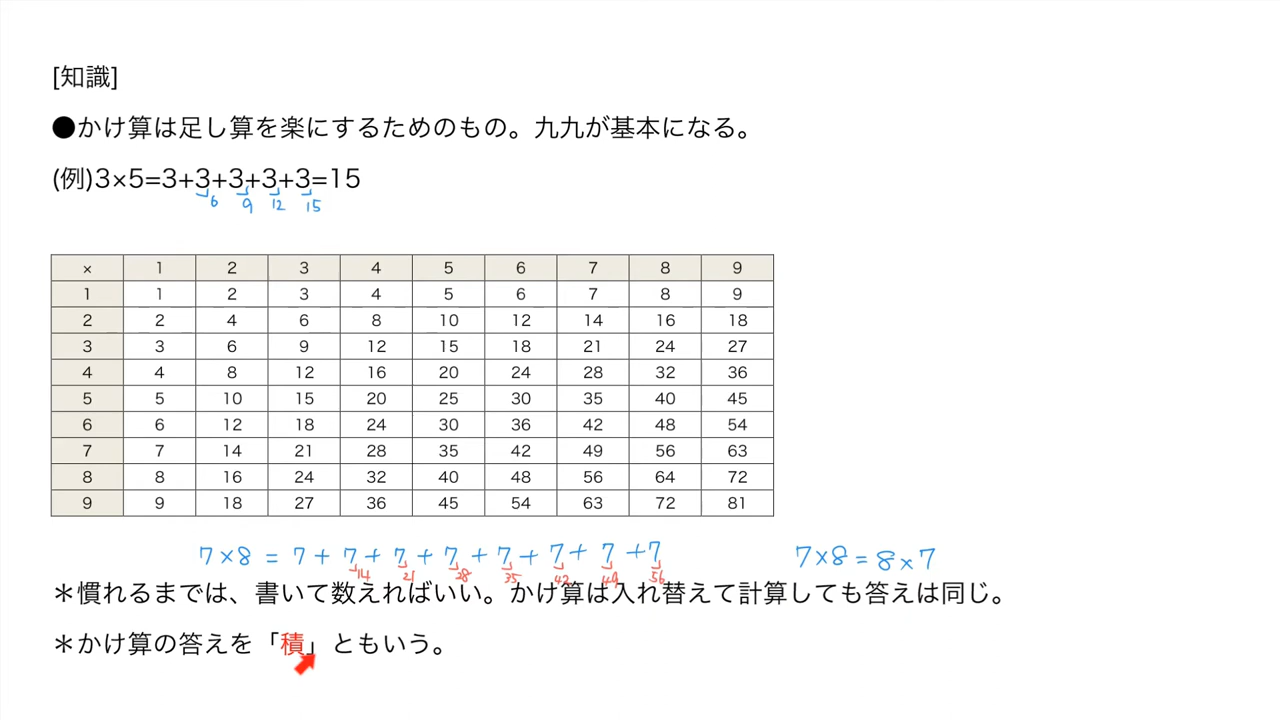 [知識]
●かけ算は足し算を楽にするためのもの。九九が基本になる。
(例)3×5=3+3+3+3+3=15
6 9 12 15
× 1 2 3 4 5 6 7 8 9
1 1 2 3 4 5 6 7 8 9
2 2 4 6 8 10 12 14 16 18
3 3 6 9 12 15 18 21 24 27
4 4 8 12 16 20 24 28 32 36
5 5 10 15 20 25 30 35 40 45
6 6 12 18 24 30 36 42 48 54
7 7 14 21 28 35 42 49 56 63
8 8 16 24 32 40 48 56 64 72
9 9 18 27 36 45 54 63 72 81
7×8 = 7+7+7+7+7+7+7+7
7×8=8×7
14 21 28 35 42 49 56
＊慣れるまでは、書いて数えればいい。かけ算は入れ替えて計算しても答えは同じ。
＊かけ算の答えを「積」ともいう。